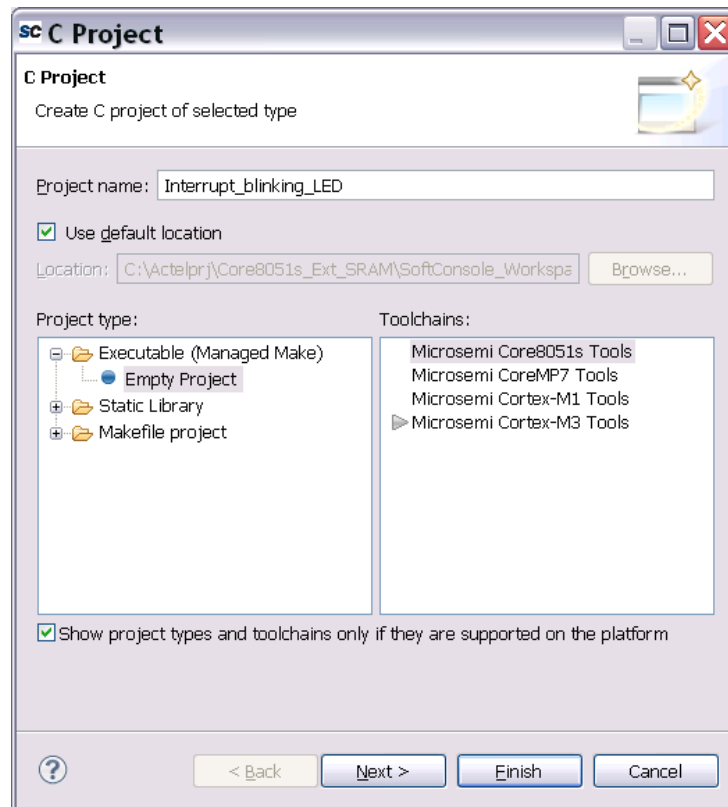 SC C Project
C Project
Create C project of selected type
Project name: Interrupt_blinking_LED
Use default location
Location: C:\Actelprj\Core8051s_Ext_SRAM\SoftConsole_Workspa Browse...
Project type: Toolchains:
Executable (Managed Make) Microsemi Core8051s Tools
Empty Project Microsemi CoreMP7 Tools
Static Library Microsemi Cortex-M1 Tools
Makefile project Microsemi Cortex-M3 Tools
Show project types and toolchains only if they are supported on the platform
? < Back Next > Finish Cancel